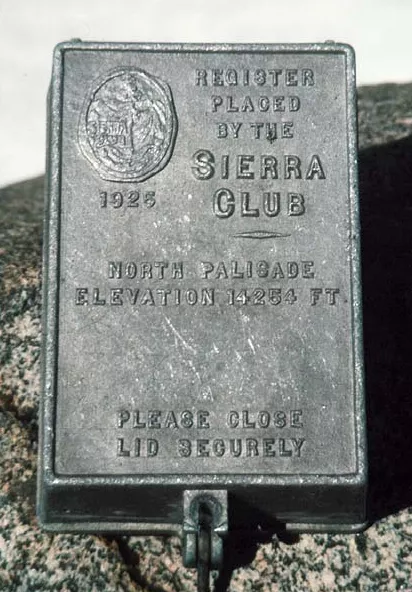 REGISTER
PLACED
BY THE
SIERRA
CLUB
1925
NORTH PALISADE
ELEVATION 14254 FT.
PLEASE CLOSE
LID SECURELY